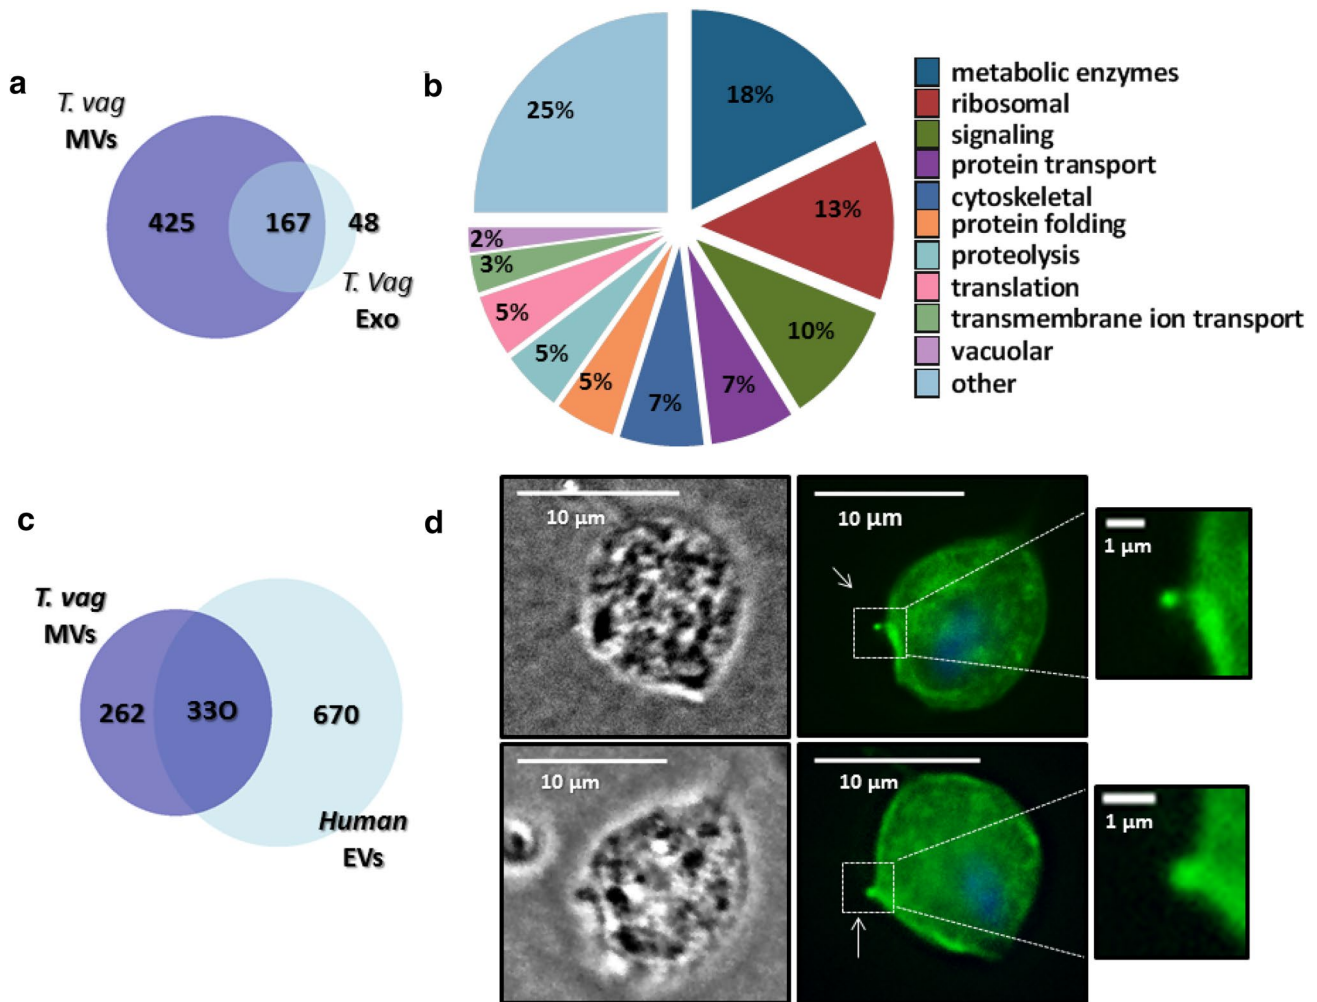 a
T. vag
MVs
425
167
48
T. Vag
Exo
b
25%
18%
13%
10%
7%
7%
5%
5%
5%
3%
2%
metabolic enzymes
ribosomal
signaling
protein transport
cytoskeletal
protein folding
proteolysis
translation
transmembrane ion transport
vacuolar
other
c
T. vag
MVs
262
330
670
Human
EVs
d
10 µm
10 µm
1 µm
10 µm
10 µm
1 µm